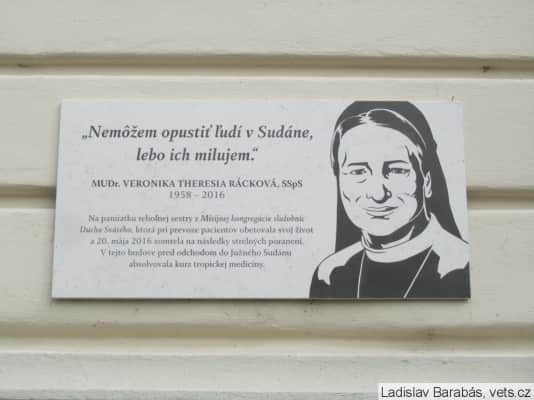 „Nemôžem opustiť ľudí v Sudáne,
lebo ich milujem.“
MUDr. VERONIKA THERESIA RÁCKOVÁ, SSpS
1958 – 2016
Na pamiatku rehoľnej sestry z Misijnej kongregácie služobníc
Ducha Svätého, ktorá pri prevoze pacientov obetovala svoj život
a 20. mája 2016 zomrela na následky strelných poranení.
V tejto budove pred odchodom do Južného Sudánu
absolvovala kurz tropickej medicíny.
Ladislav Barabás, vets.cz